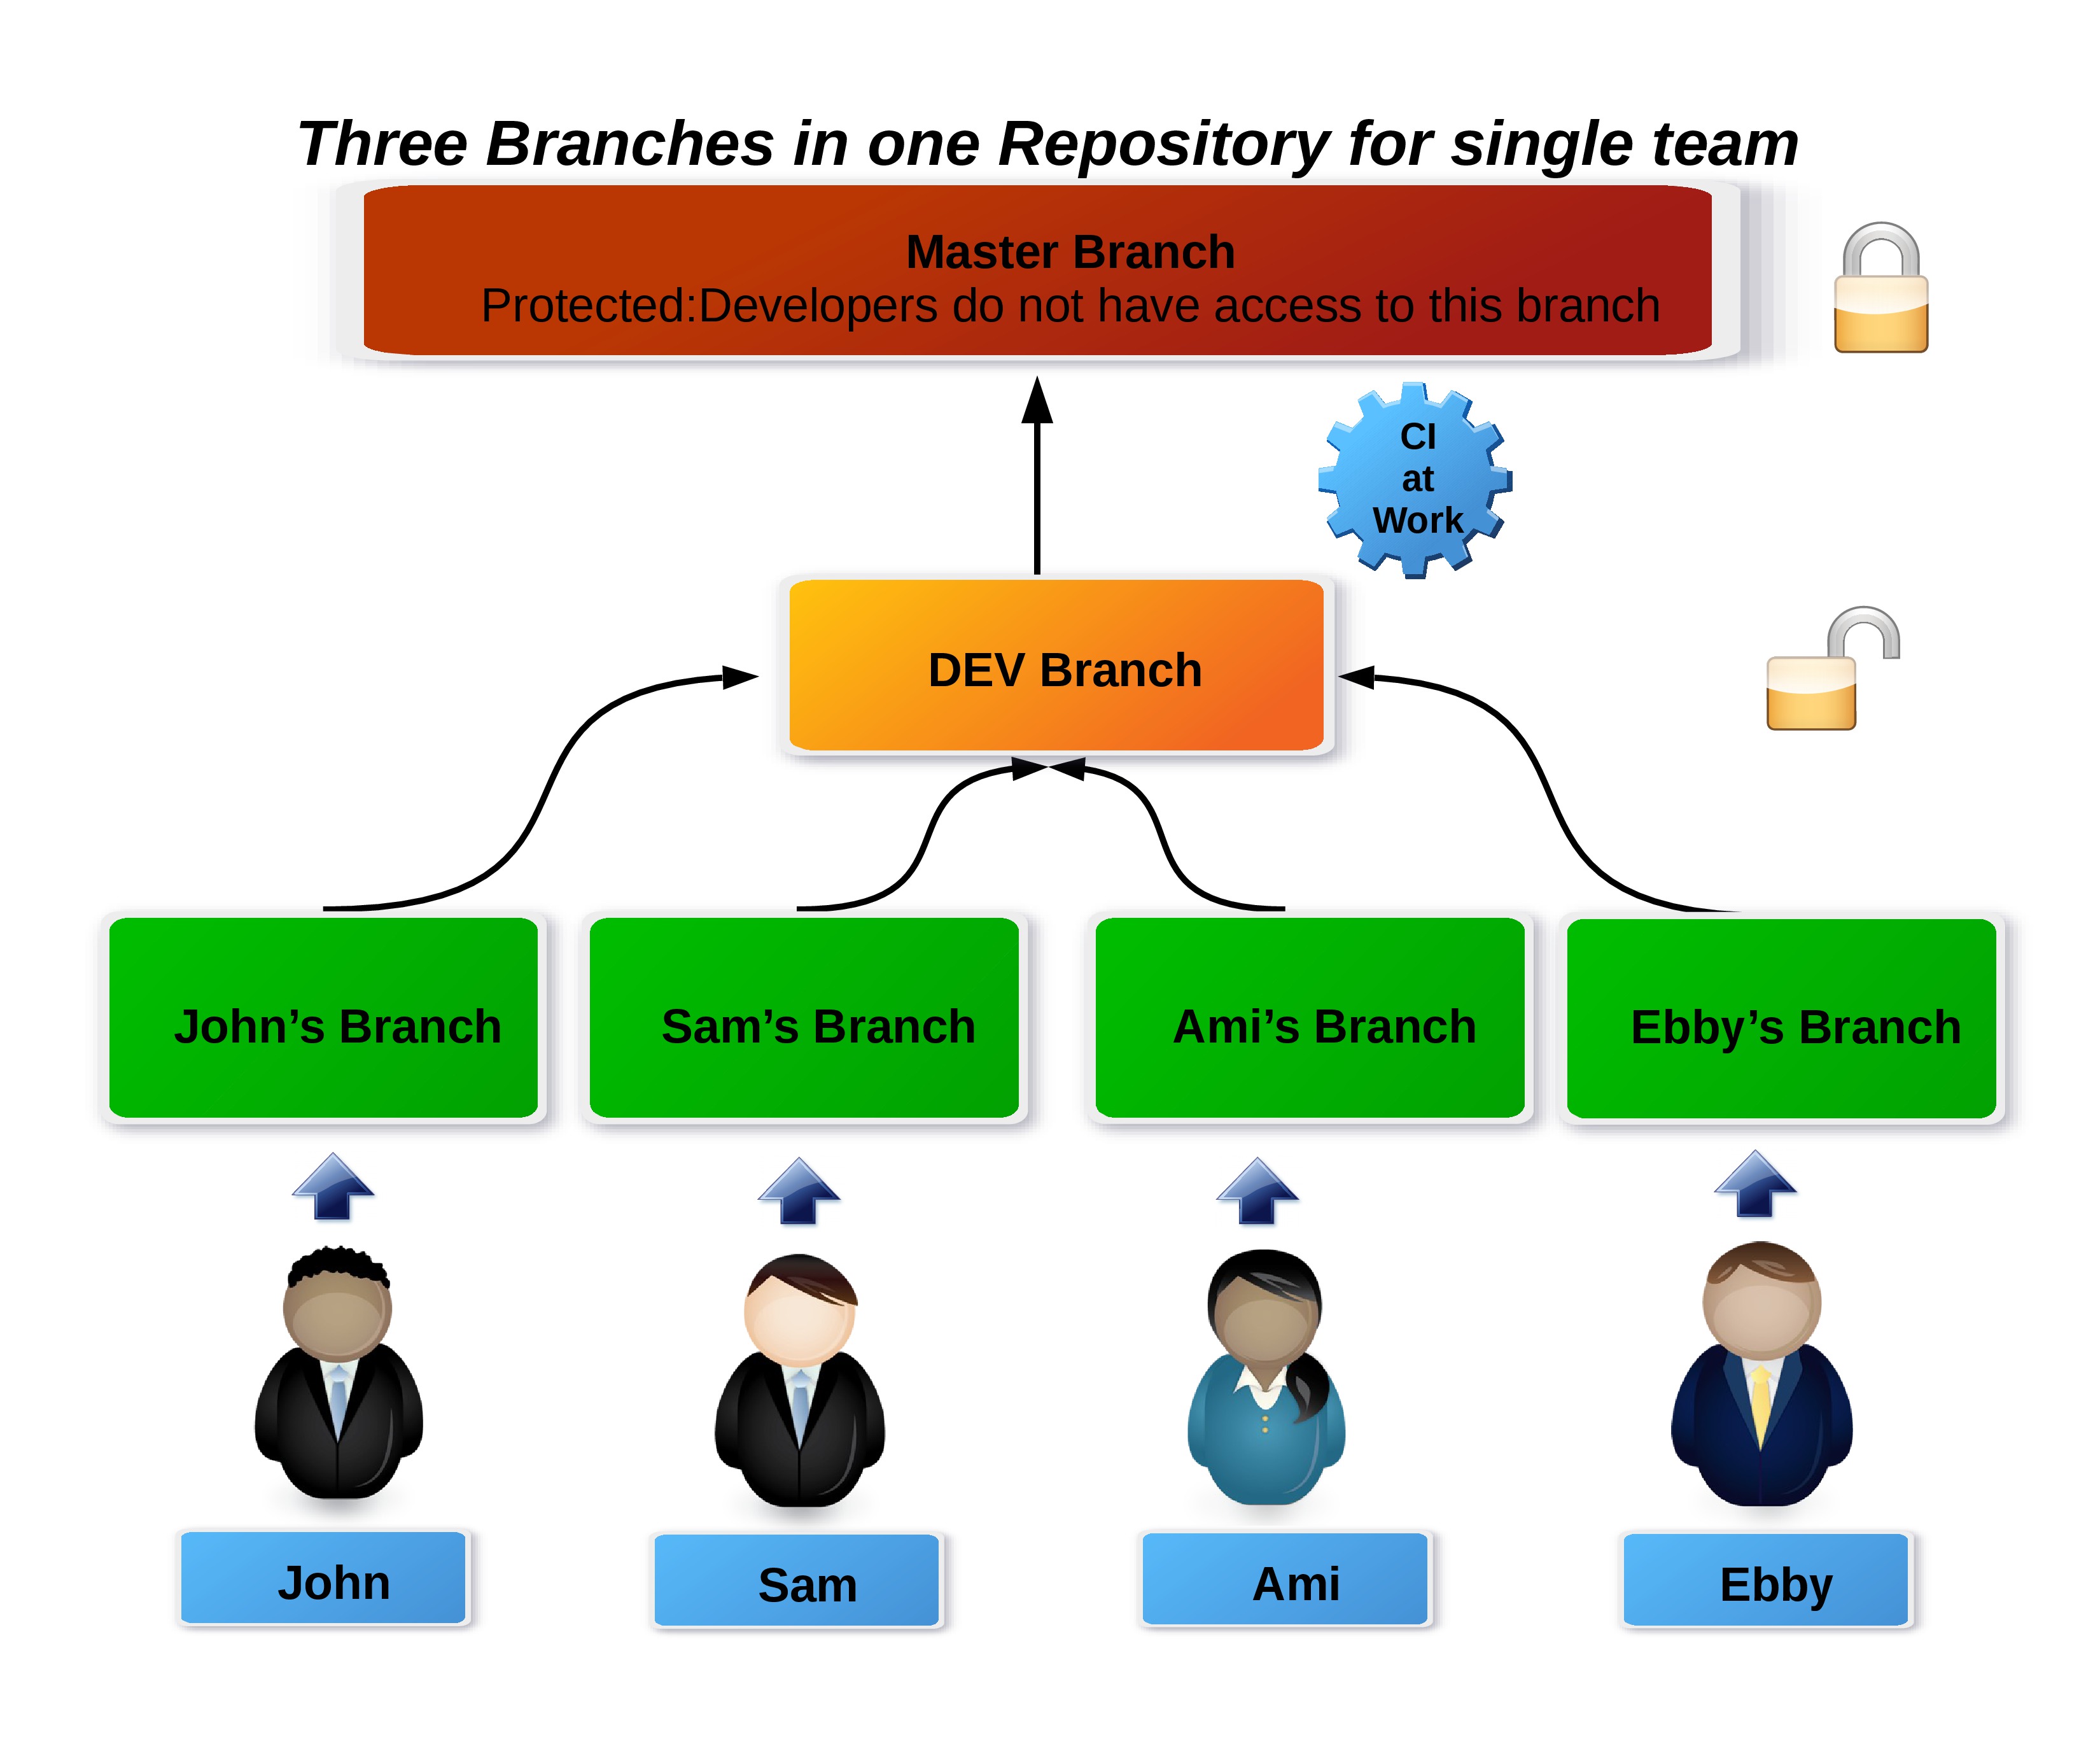 Three Branches in one Repository for single team
Master Branch
Protected:Developers do not have access to this branch
CI
at
Work
DEV Branch
John’s Branch
Sam’s Branch
Ami’s Branch
Ebby’s Branch
John
Sam
Ami
Ebby